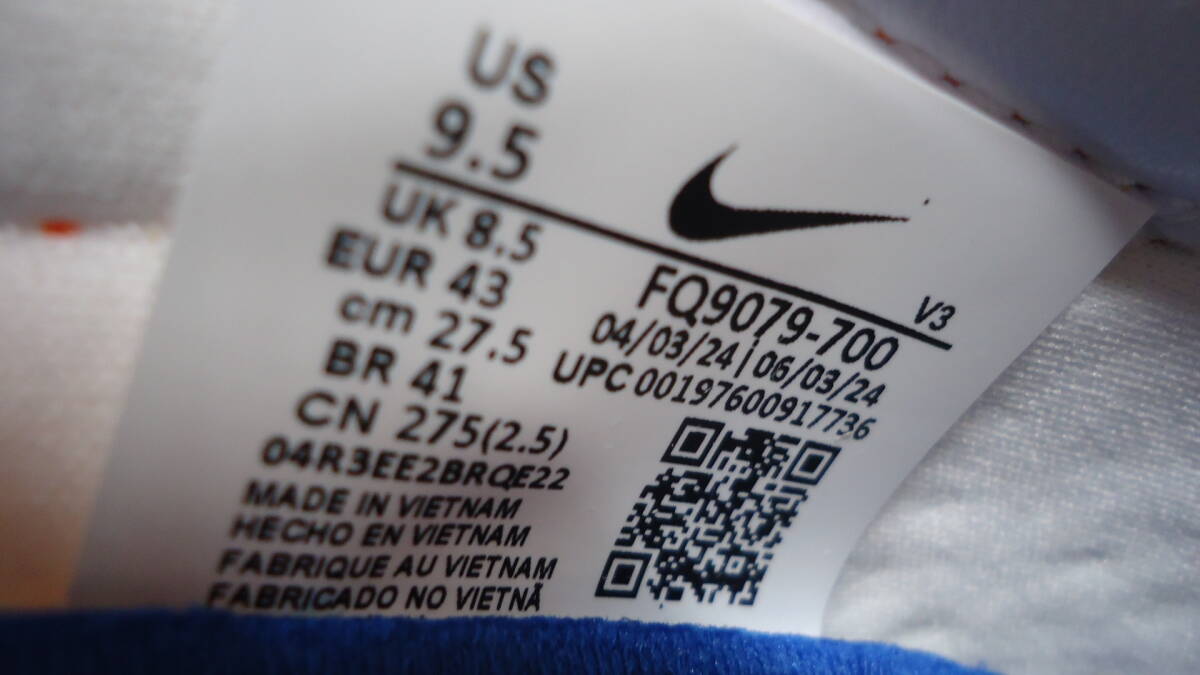 US
9.5
UK 8.5
EUR 43
cm 27.5
BR 41
CN 275(2.5)
04R3EE2BRQE22
MADE IN VIETNAM
HECHO EN VIETNAM
FABRIQUE AU VIETNAM
FABRICADO NO VIETNÃ
V3
FQ9079-700
04/03/24|06/03/24
UPC 00197600917736